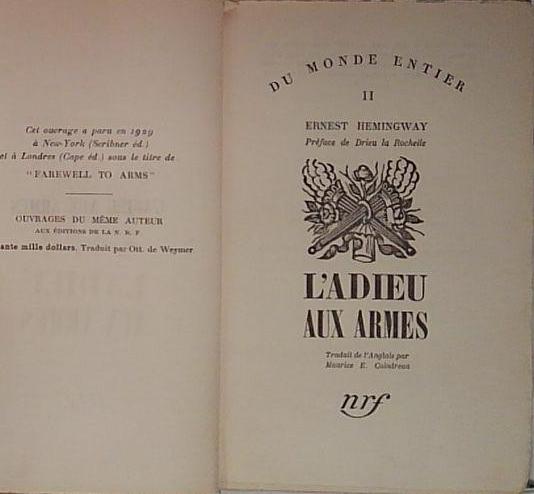 Cet ouvrage a paru en 1929
à New-York (Scribner éd.)
et à Londres (Cape éd.) sous le titre de
"FAREWELL TO ARMS"
OUVRAGES DU MÊME AUTEUR
AUX ÉDITIONS DE LA N. R. F
ante mille dollars. Traduit par Ott. de Weymer
DU MONDE ENTIER
II
ERNEST HEMINGWAY
Préface de Drieu la Rochelle
L'ADIEU
AUX ARMES
Traduit de l'Anglais par
Maurice E. Coindreau
nrf